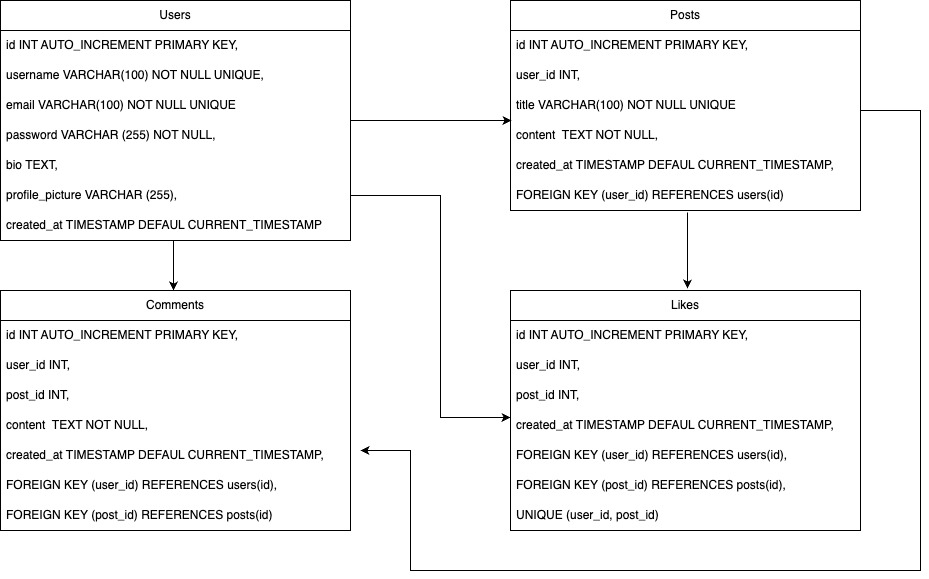 Users
id INT AUTO_INCREMENT PRIMARY KEY,
username VARCHAR(100) NOT NULL UNIQUE,
email VARCHAR(100) NOT NULL UNIQUE
password VARCHAR (255) NOT NULL,
bio TEXT,
profile_picture VARCHAR (255),
created_at TIMESTAMP DEFAUL CURRENT_TIMESTAMP
Posts
id INT AUTO_INCREMENT PRIMARY KEY,
user_id INT,
title VARCHAR(100) NOT NULL UNIQUE
content  TEXT NOT NULL,
created_at TIMESTAMP DEFAUL CURRENT_TIMESTAMP,
FOREIGN KEY (user_id) REFERENCES users(id)
Comments
id INT AUTO_INCREMENT PRIMARY KEY,
user_id INT,
post_id INT,
content  TEXT NOT NULL,
created_at TIMESTAMP DEFAUL CURRENT_TIMESTAMP,
FOREIGN KEY (user_id) REFERENCES users(id),
FOREIGN KEY (post_id) REFERENCES posts(id)
Likes
id INT AUTO_INCREMENT PRIMARY KEY,
user_id INT,
post_id INT,
created_at TIMESTAMP DEFAUL CURRENT_TIMESTAMP,
FOREIGN KEY (user_id) REFERENCES users(id),
FOREIGN KEY (post_id) REFERENCES posts(id),
UNIQUE (user_id, post_id)